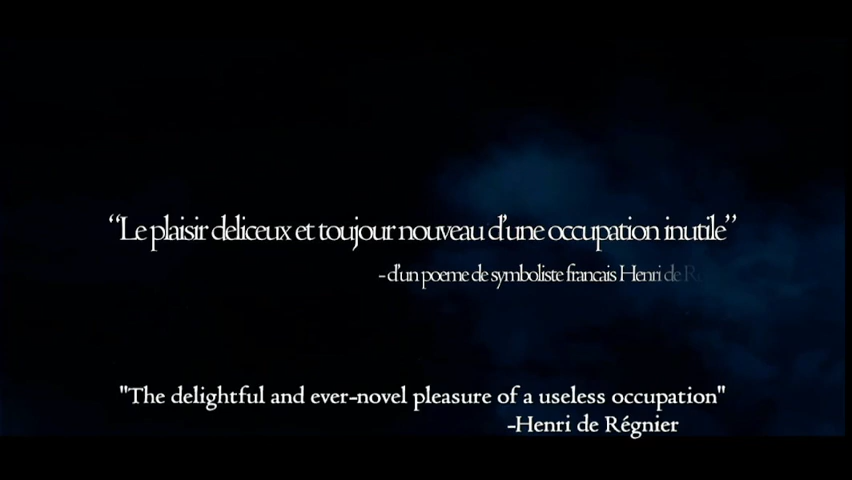 “Le plaisir deliceux et toujour nouveau d’une occupation inutile”
- d’un poeme de symboliste francais Henri de
"The delightful and ever-novel pleasure of a useless occupation"
-Henri de Régnier